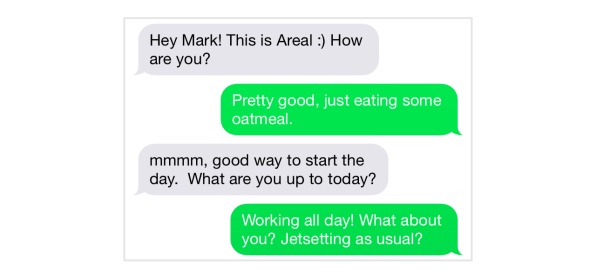 Hey Mark! This is Areal :) How
are you?
Pretty good, just eating some
oatmeal.
mmmm, good way to start the
day.  What are you up to today?
Working all day! What about
you? Jetsetting as usual?